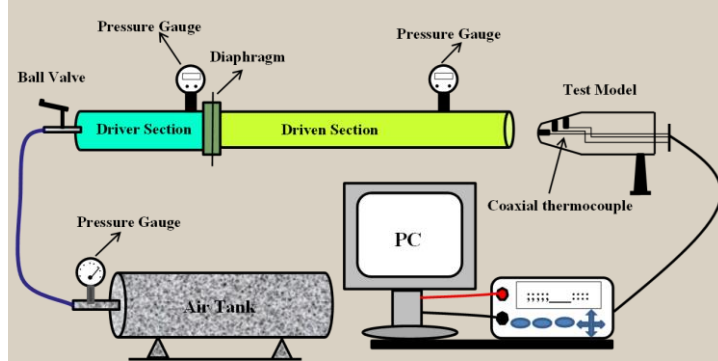 Pressure Gauge
Pressure Gauge
Diaphragm
Ball Valve
Test Model
Driver Section
Driven Section
Coaxial thermocouple
Pressure Gauge
PC
Air Tank